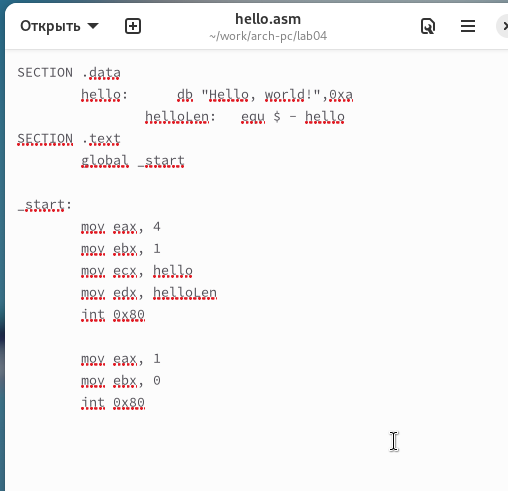 Открыть
hello.asm
~/work/arch-pc/lab04
SECTION .data
hello: db "Hello, world!",0xa
helloLen: equ $ - hello
SECTION .text
global _start
_start:
mov eax, 4
mov ebx, 1
mov ecx, hello
mov edx, helloLen
int 0x80
mov eax, 1
mov ebx, 0
int 0x80